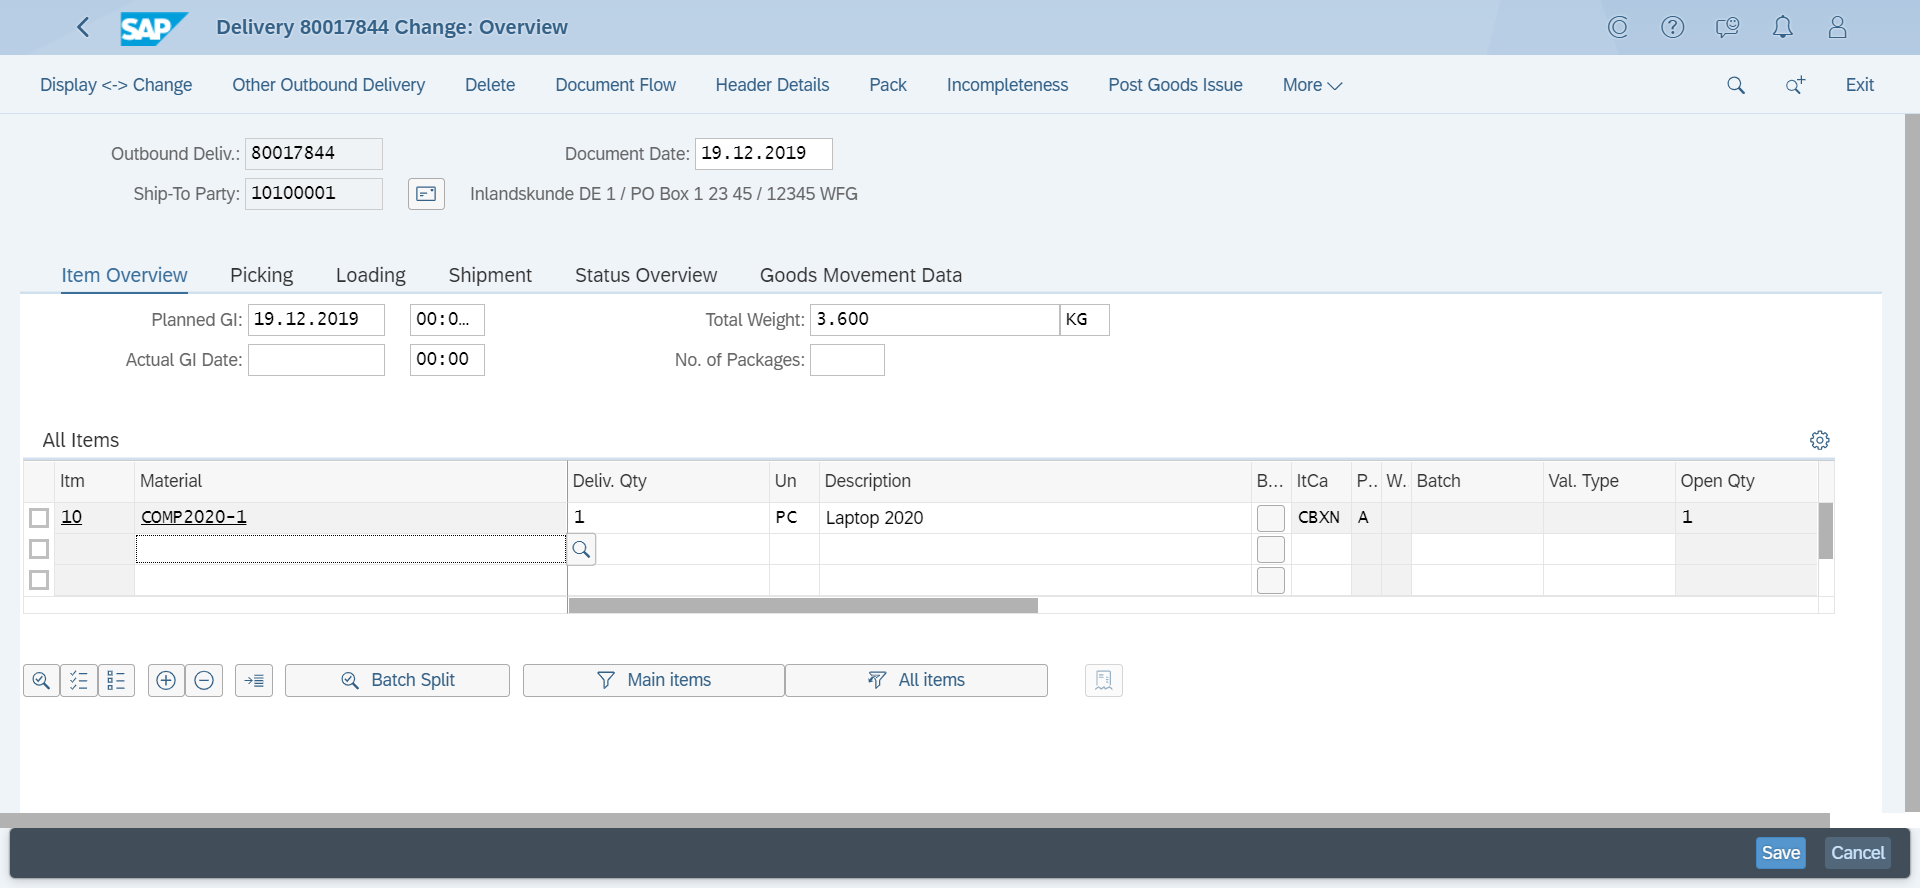 SAP Delivery 80017844 Change: Overview
Display <-> Change Other Outbound Delivery Delete Document Flow Header Details Pack Incompleteness Post Goods Issue More Exit
Outbound Deliv.: 80017844 Document Date: 19.12.2019
Ship-To Party: 10100001 Inlandskunde DE 1 / PO Box 1 23 45 / 12345 WFG
Item Overview Picking Loading Shipment Status Overview Goods Movement Data
Planned GI: 19.12.2019 00:0... Total Weight: 3.600 KG
Actual GI Date: 00:00 No. of Packages:
All Items
Itm Material Deliv. Qty Un Description B... ItCa P.. W. Batch Val. Type Open Qty
10 COMP2020-1 1 PC Laptop 2020 CBXN A 1
Batch Split Main items All items
Save Cancel